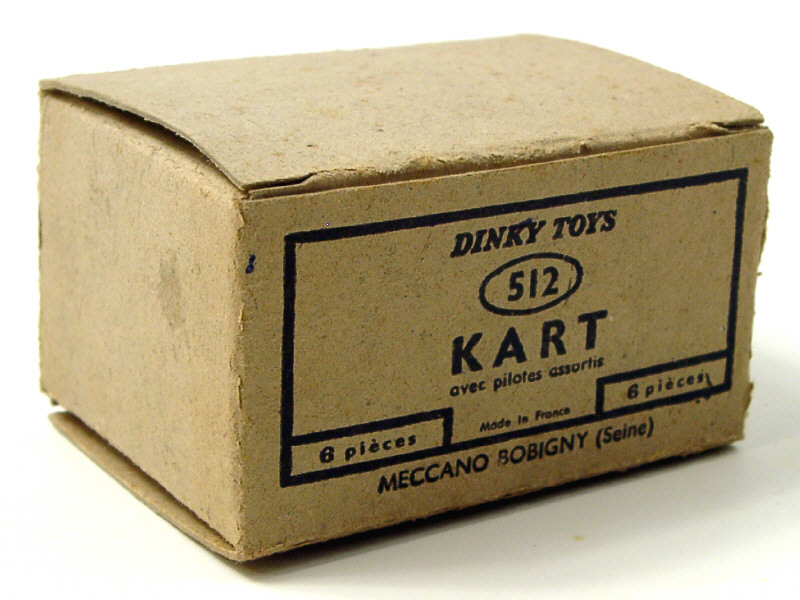 DINKY TOYS
512
KART
avec pilotes assortis
6 pièces
Made in France
6 pièces
MECCANO BOBIGNY (Seine)